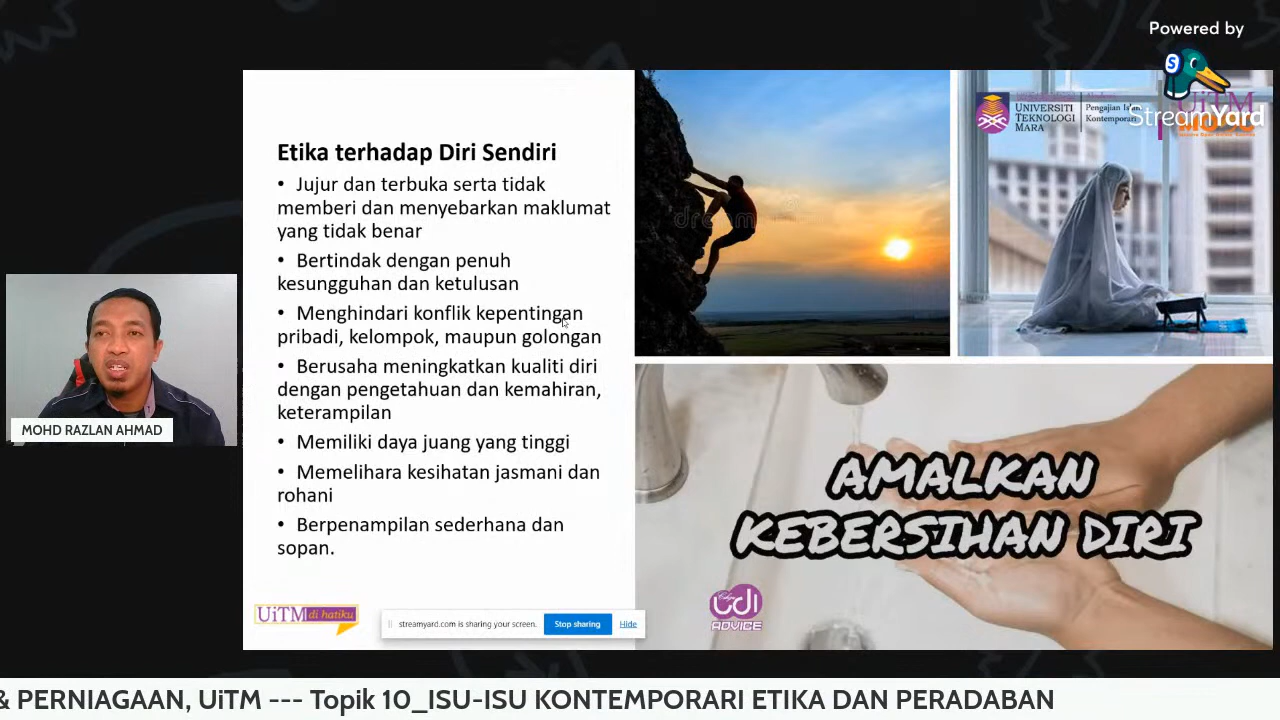 Powered by
StreamYard
UNIVERSITI
TEKNOLOGI
MARA
Pengajian Islam
Kontemporari
UiTM
Etika terhadap Diri Sendiri
• Jujur dan terbuka serta tidak
memberi dan menyebarkan maklumat
yang tidak benar
• Bertindak dengan penuh
kesungguhan dan ketulusan
• Menghindari konflik kepentingan
pribadi, kelompok, maupun golongan
• Berusaha meningkatkan kualiti diri
dengan pengetahuan dan kemahiran,
keterampilan
• Memiliki daya juang yang tinggi
• Memelihara kesihatan jasmani dan
rohani
• Berpenampilan sederhana dan
sopan.
MOHD RAZLAN AHMAD
AMALKAN
KEBERSIHAN DIRI
UiTM di hatiku
streamyard.com is sharing your screen.
Stop sharing
Hide
ADVICE
& PERNIAGAAN, UiTM --- Topik 10_ISU-ISU KONTEMPORARI ETIKA DAN PERADABAN